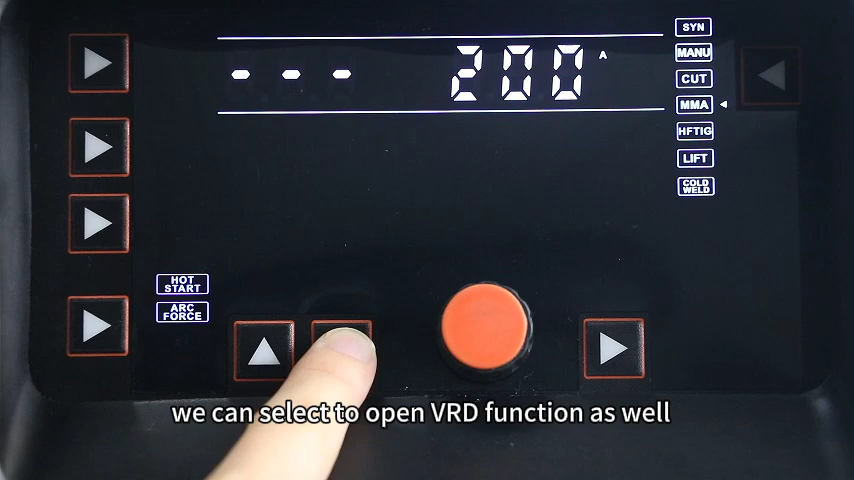 --- 200 A
SYN
MANU
CUT
MMA
HFTIG
LIFT
COLD
WELD
HOT
START
ARC
FORCE
we can select to open VRD function as well